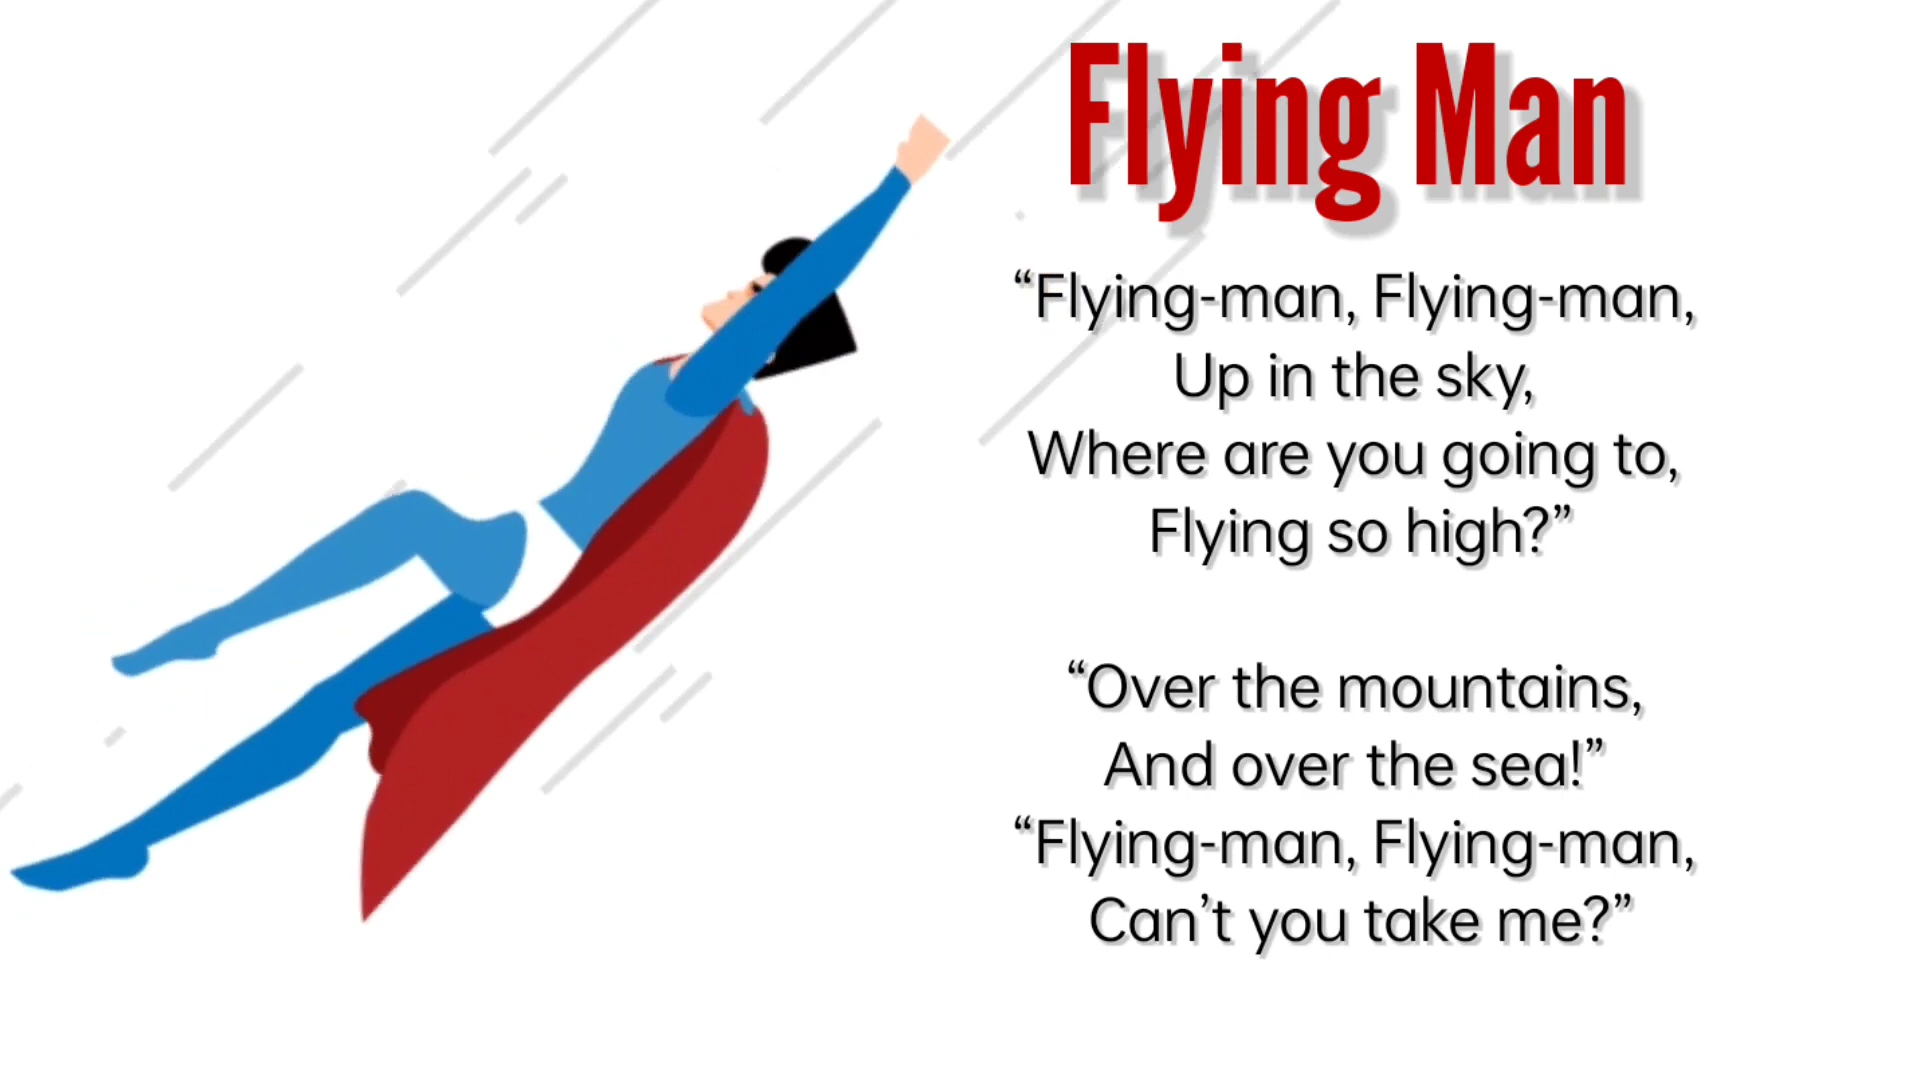 Flying Man
“Flying-man, Flying-man,
Up in the sky,
Where are you going to,
Flying so high?”
“Over the mountains,
And over the sea!”
“Flying-man, Flying-man,
Can’t you take me?”